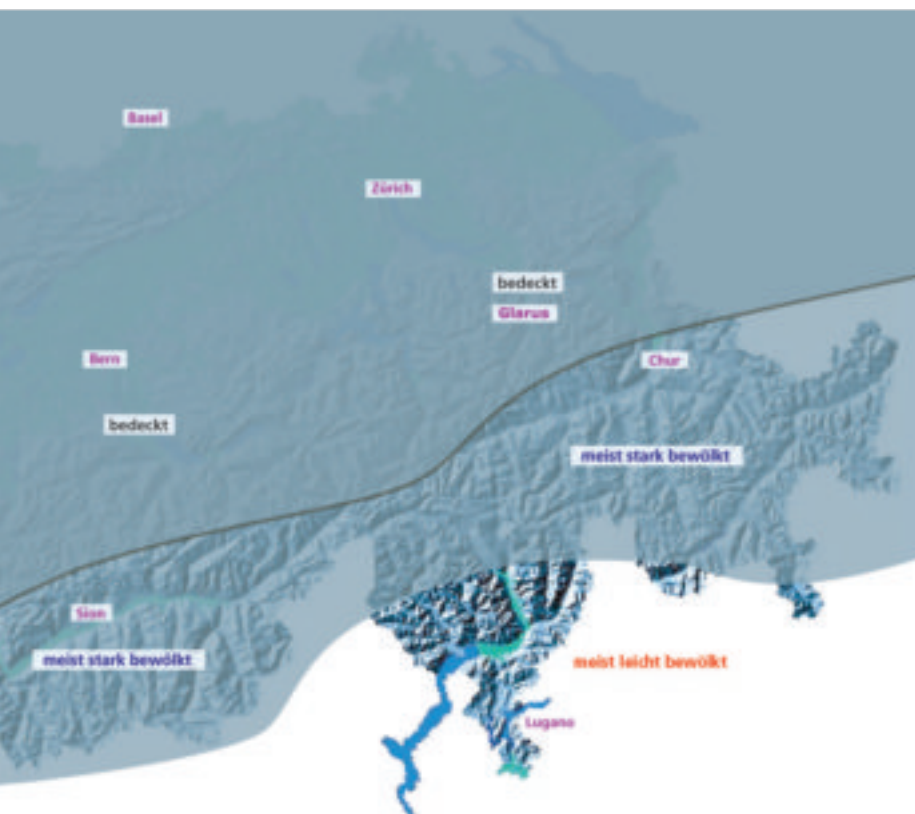 Basel
Zürich
bedeckt
Glarus
Bern
Chur
bedeckt
meist stark bewölkt
Sion
meist stark bewölkt
meist leicht bewölkt
Lugano